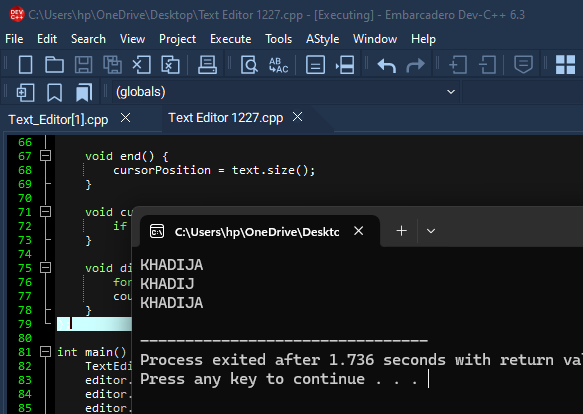 C:\Users\hp\OneDrive\Desktop\Text Editor 1227.cpp - [Executing] - Embarcadero Dev-C++ 6.3
File Edit Search View Project Execute Tools AStyle Window Help
(globals)
Text_Editor[1].cpp Text Editor 1227.cpp
66
67 void end() {
68 cursorPosition = text.size();
69 }
70
71 void cu
72 if
73 }
74
75 void di
76 for
77 cou
78 }
79
80
81 int main()
82 TextEdi
83 editor.
84 editor.
85 editor.
C:\Users\hp\OneDrive\Deskto
KHADIJA
KHADIJ
KHADIJA
--------------------------------
Process exited after 1.736 seconds with return val
Press any key to continue . . .